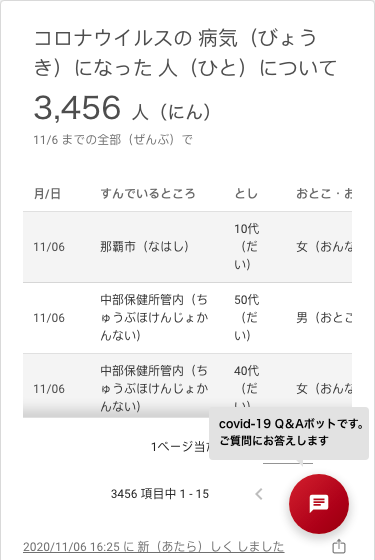 コロナウイルスの 病気（びょう
き）になった 人（ひと）について
3,456 人（にん）
11/6 までの全部（ぜんぶ）で
月/日 すんでいるところ とし おとこ・お
11/06 那覇市（なはし） 10代（だい） 女（おんな
11/06 中部保健所管内（ちゅうぶほけんじょかんない） 50代（だい） 男（おとこ
11/06 中部保健所管内（ちゅうぶほけんじょかんない） 40代（だい） 女（おんな
covid-19 Q&Aボットです。
ご質問にお答えします
1ページ当た
3456 項目中 1 - 15
2020/11/06 16:25 に 新（あたら）しく しました